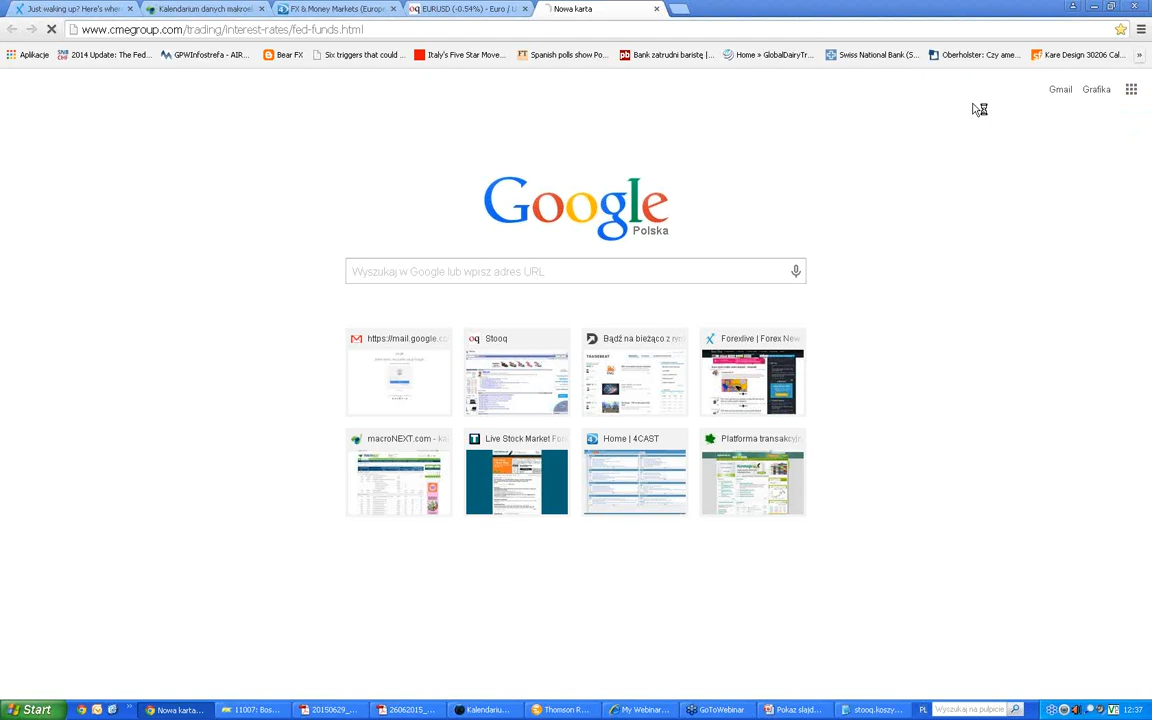 Just waking up? Here's wher
Kalendarium danych makroe
FX & Money Markets (Europe
EURUSD (-0.54%) - Euro / U
Nowa karta
www.cmegroup.com/trading/interest-rates/fed-funds.html
Aplikacje
2014 Update: The Fed...
GPWInfostrefa - AIR...
Bear FX
Six triggers that could ...
Italy's Five Star Move...
Spanish polls show Po...
Bank zatrudni baristę |...
Home > GlobalDairyTr...
Swiss National Bank (S...
Oberholster: Czy ame...
Kare Design 30206 Cal...
Gmail
Grafika
Google
Polska
Wyszukaj w Google lub wpisz adres URL
https://mail.google.co
Stooq
Bądź na bieżąco z ryn
Forexlive | Forex New
macroNEXT.com - ka
Live Stock Market For
Home | 4CAST
Platforma transakcyjn
Start
Nowa karta...
11007: Bos...
20150629_...
26062015_...
Kalendariu...
Thomson R...
My Webinar...
GoToWebinar
Pokaz slajd...
stooq.koszy...
PL
Wyszukaj na pulpicie
12:37